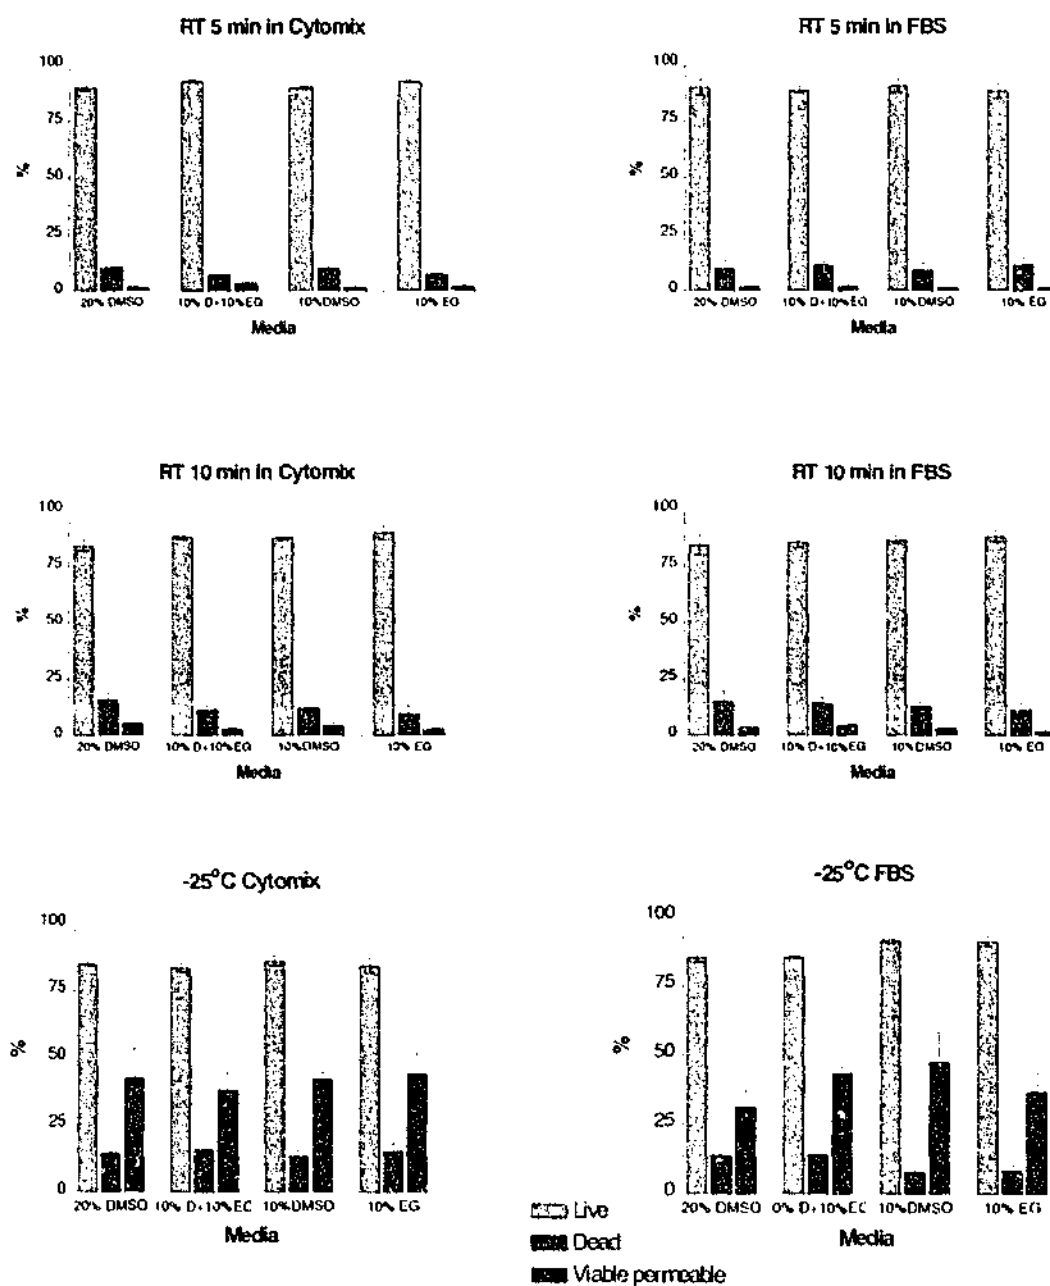 RT 5 min in Cytomix
100
75
%
50
25
0
20% DMSO 10% D+10%EG 10%DMSO 10% EG
Media
RT 5 min in FBS
100
75
%
50
25
0
20% DMSO 10% D+10%EG 10%DMSO 10% EG
Media
RT 10 min in Cytomix
100
75
%
50
25
0
20% DMSO 10% D+10%EG 10%DMSO 10% EG
Media
RT 10 min in FBS
100
75
%
50
25
0
20% DMSO 10% D+10%EG 10%DMSO 10% EG
Media
-25°C Cytomix
100
75
%
50
25
0
20% DMSO 10% D+10%EG 10%DMSO 10% EG
Media
-25°C FBS
100
75
%
50
25
0
20% DMSO 0% D+10%EG 10%DMSO 10% EG
Media
Live
Dead
Viable permeable